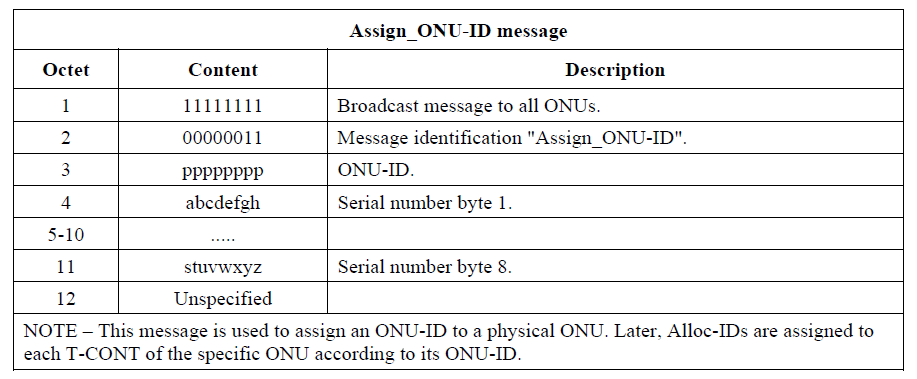 Assign_ONU-ID message
Octet Content Description
1 11111111 Broadcast message to all ONUs.
2 00000011 Message identification "Assign_ONU-ID".
3 pppppppp ONU-ID.
4 abcdefgh Serial number byte 1.
5-10 .....
11 stuvwxyz Serial number byte 8.
12 Unspecified
NOTE – This message is used to assign an ONU-ID to a physical ONU. Later, Alloc-IDs are assigned to
each T-CONT of the specific ONU according to its ONU-ID.